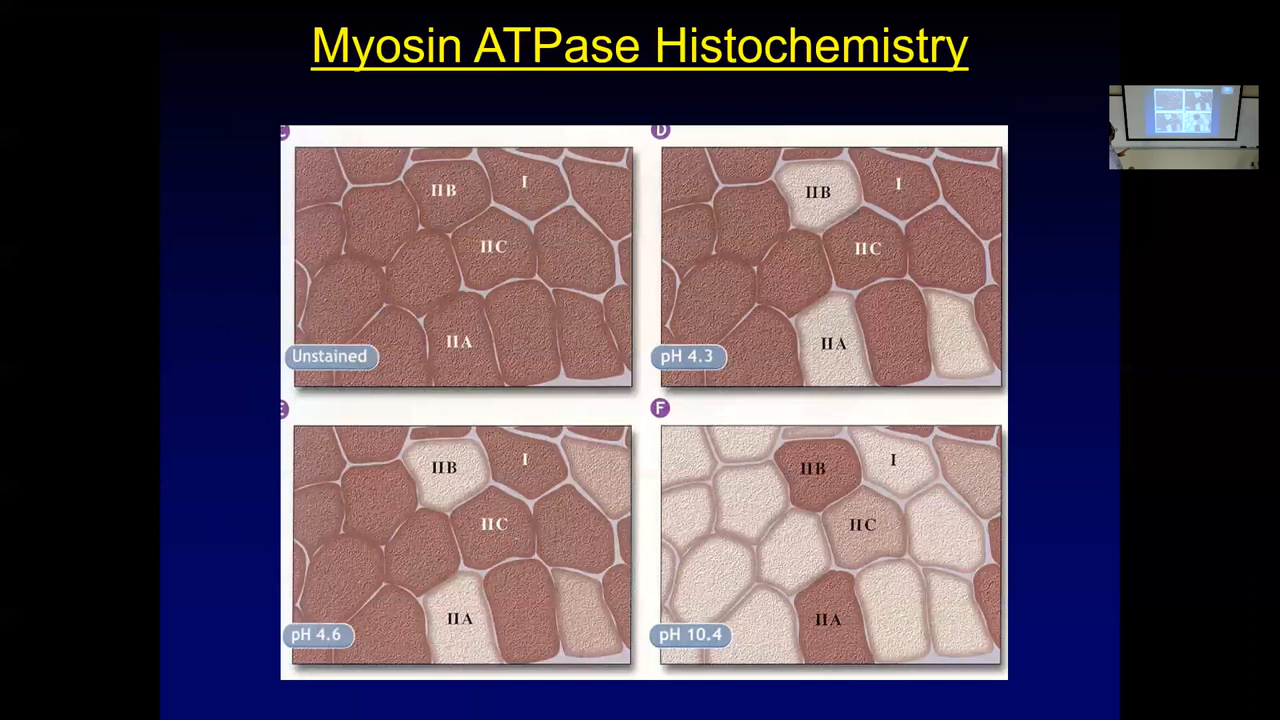 Myosin ATPase Histochemistry
D
IIB
I
IIC
IIA
Unstained
IIB
I
IIC
IIA
pH 4.3
E
F
IIB
I
IIC
IIA
pH 4.6
IIB
I
IIC
IIA
pH 10.4